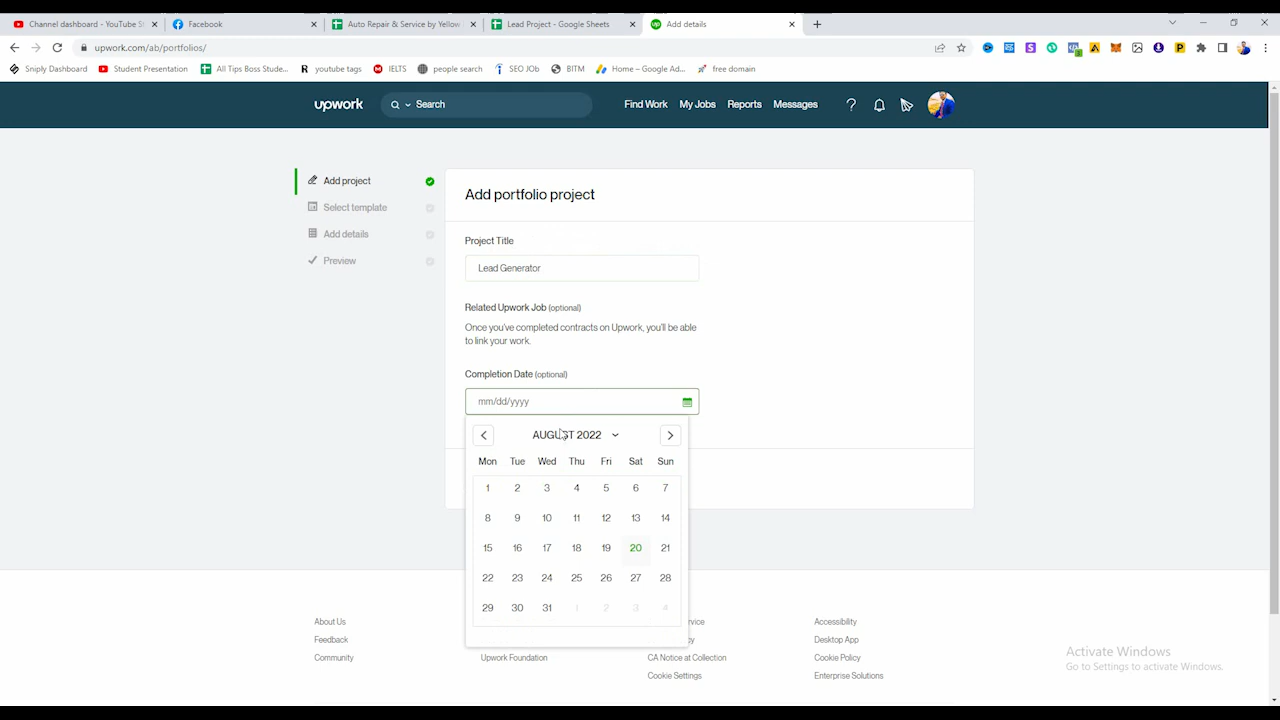 Channel dashboard - YouTube S
Facebook
Auto Repair & Service by Yellow
Lead Project - Google Sheets
Add details
upwork.com/ab/portfolios/
Sniply Dashboard
Student Presentation
All Tips Boss Stude...
youtube tags
IELTS
people search
SEO JOb
BITM
Home – Google Ad...
free domain
upwork
Search
Find Work
My Jobs
Reports
Messages
Add project
Select template
Add details
Preview
Add portfolio project
Project Title
Lead Generator
Related Upwork Job (optional)
Once you've completed contracts on Upwork, you'll be able
to link your work.
Completion Date (optional)
mm/dd/yyyy
AUGUST 2022
Mon Tue Wed Thu Fri Sat Sun
1 2 3 4 5 6 7
8 9 10 11 12 13 14
15 16 17 18 19 20 21
22 23 24 25 26 27 28
29 30 31 1 2 3 4
About Us
Feedback
Community
Upwork Foundation
CA Notice at Collection
Cookie Settings
Accessibility
Desktop App
Cookie Policy
Enterprise Solutions
Activate Windows
Go to Settings to activate Windows.